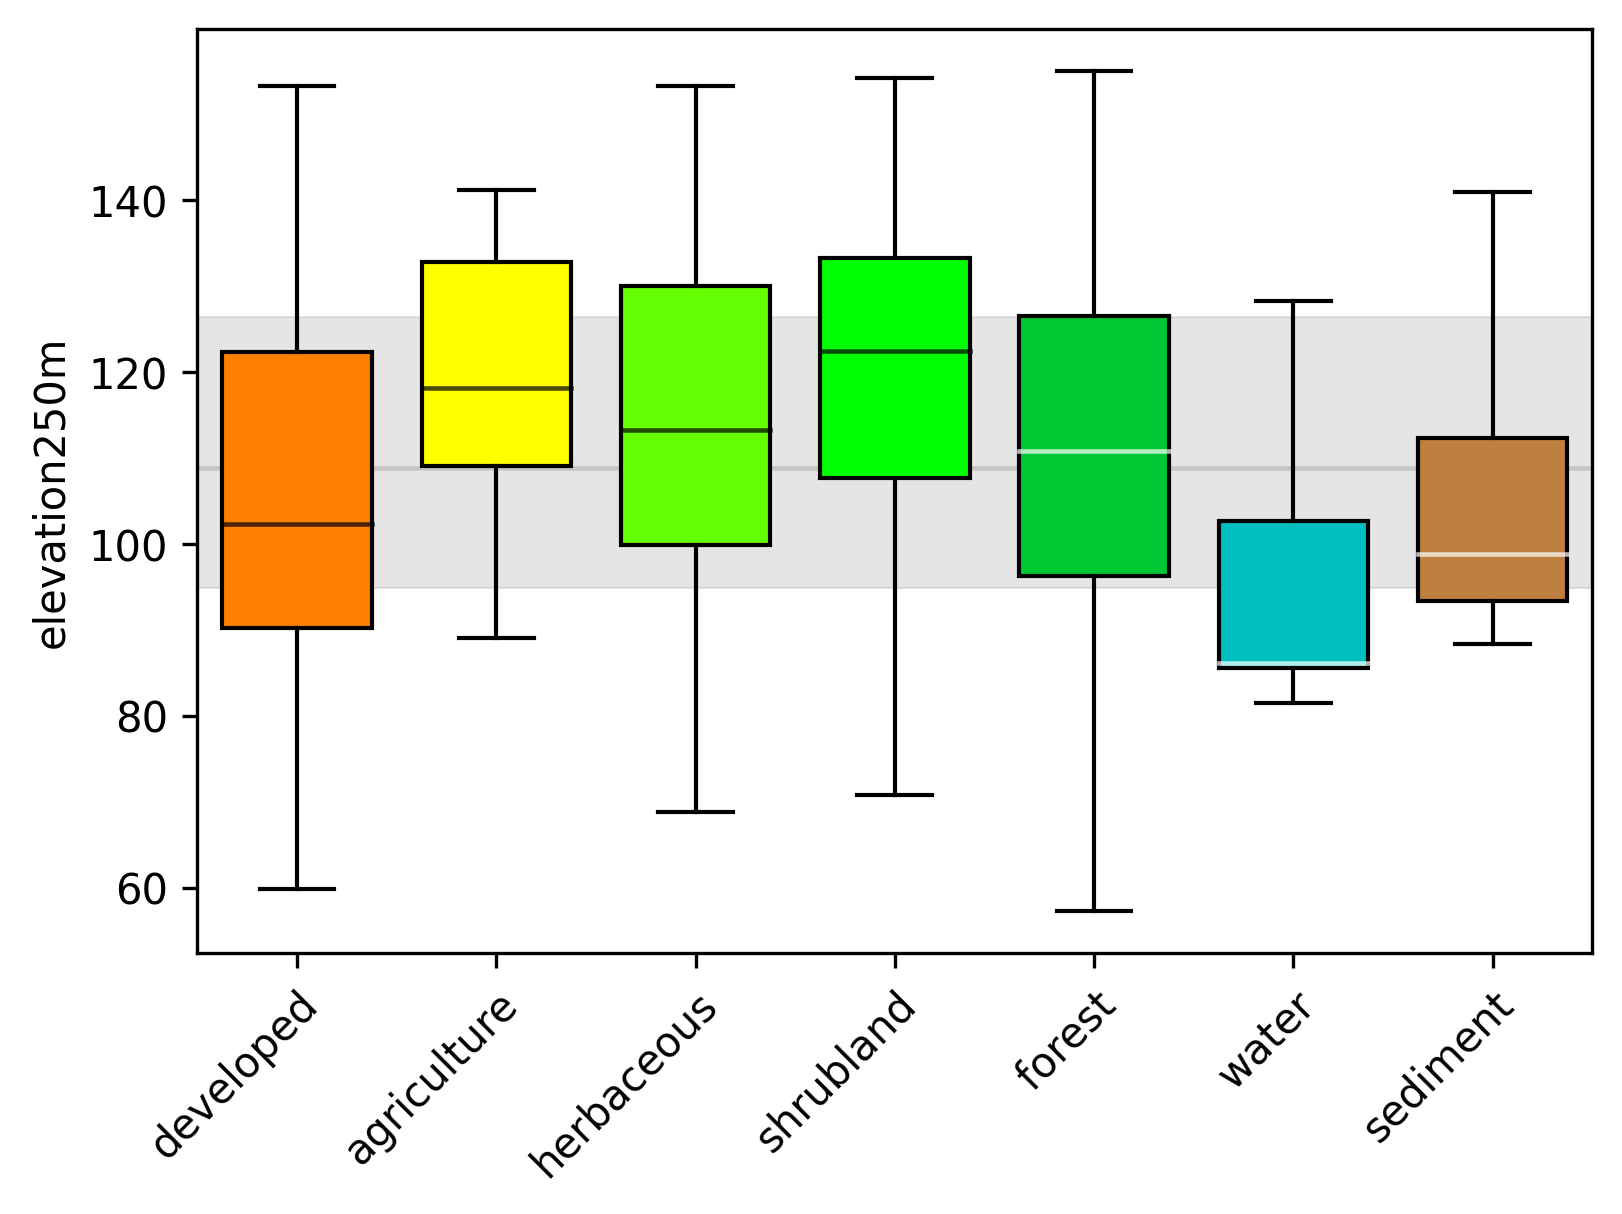 elevation250m
140
120
100
80
60
developed
agriculture
herbaceous
shrubland
forest
water
sediment